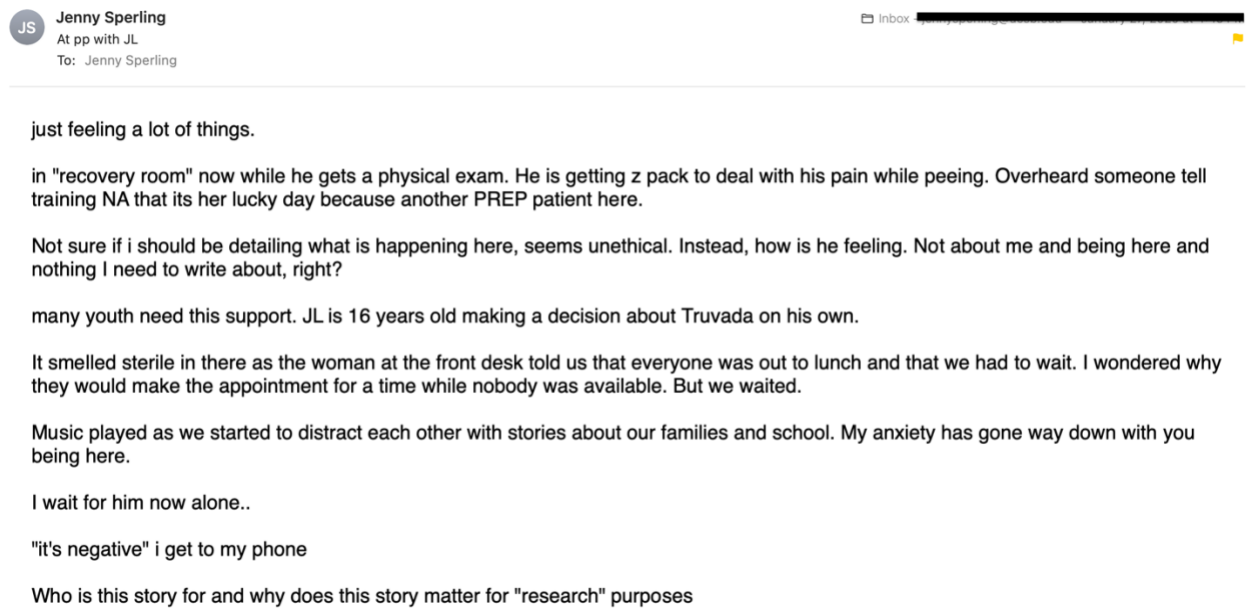 JS
Jenny Sperling
Inbox -
At pp with JL
To: Jenny Sperling
just feeling a lot of things.
in "recovery room" now while he gets a physical exam. He is getting z pack to deal with his pain while peeing. Overheard someone tell
training NA that its her lucky day because another PREP patient here.
Not sure if i should be detailing what is happening here, seems unethical. Instead, how is he feeling. Not about me and being here and
nothing I need to write about, right?
many youth need this support. JL is 16 years old making a decision about Truvada on his own.
It smelled sterile in there as the woman at the front desk told us that everyone was out to lunch and that we had to wait. I wondered why
they would make the appointment for a time while nobody was available. But we waited.
Music played as we started to distract each other with stories about our families and school. My anxiety has gone way down with you
being here.
I wait for him now alone..
"it's negative" i get to my phone
Who is this story for and why does this story matter for "research" purposes